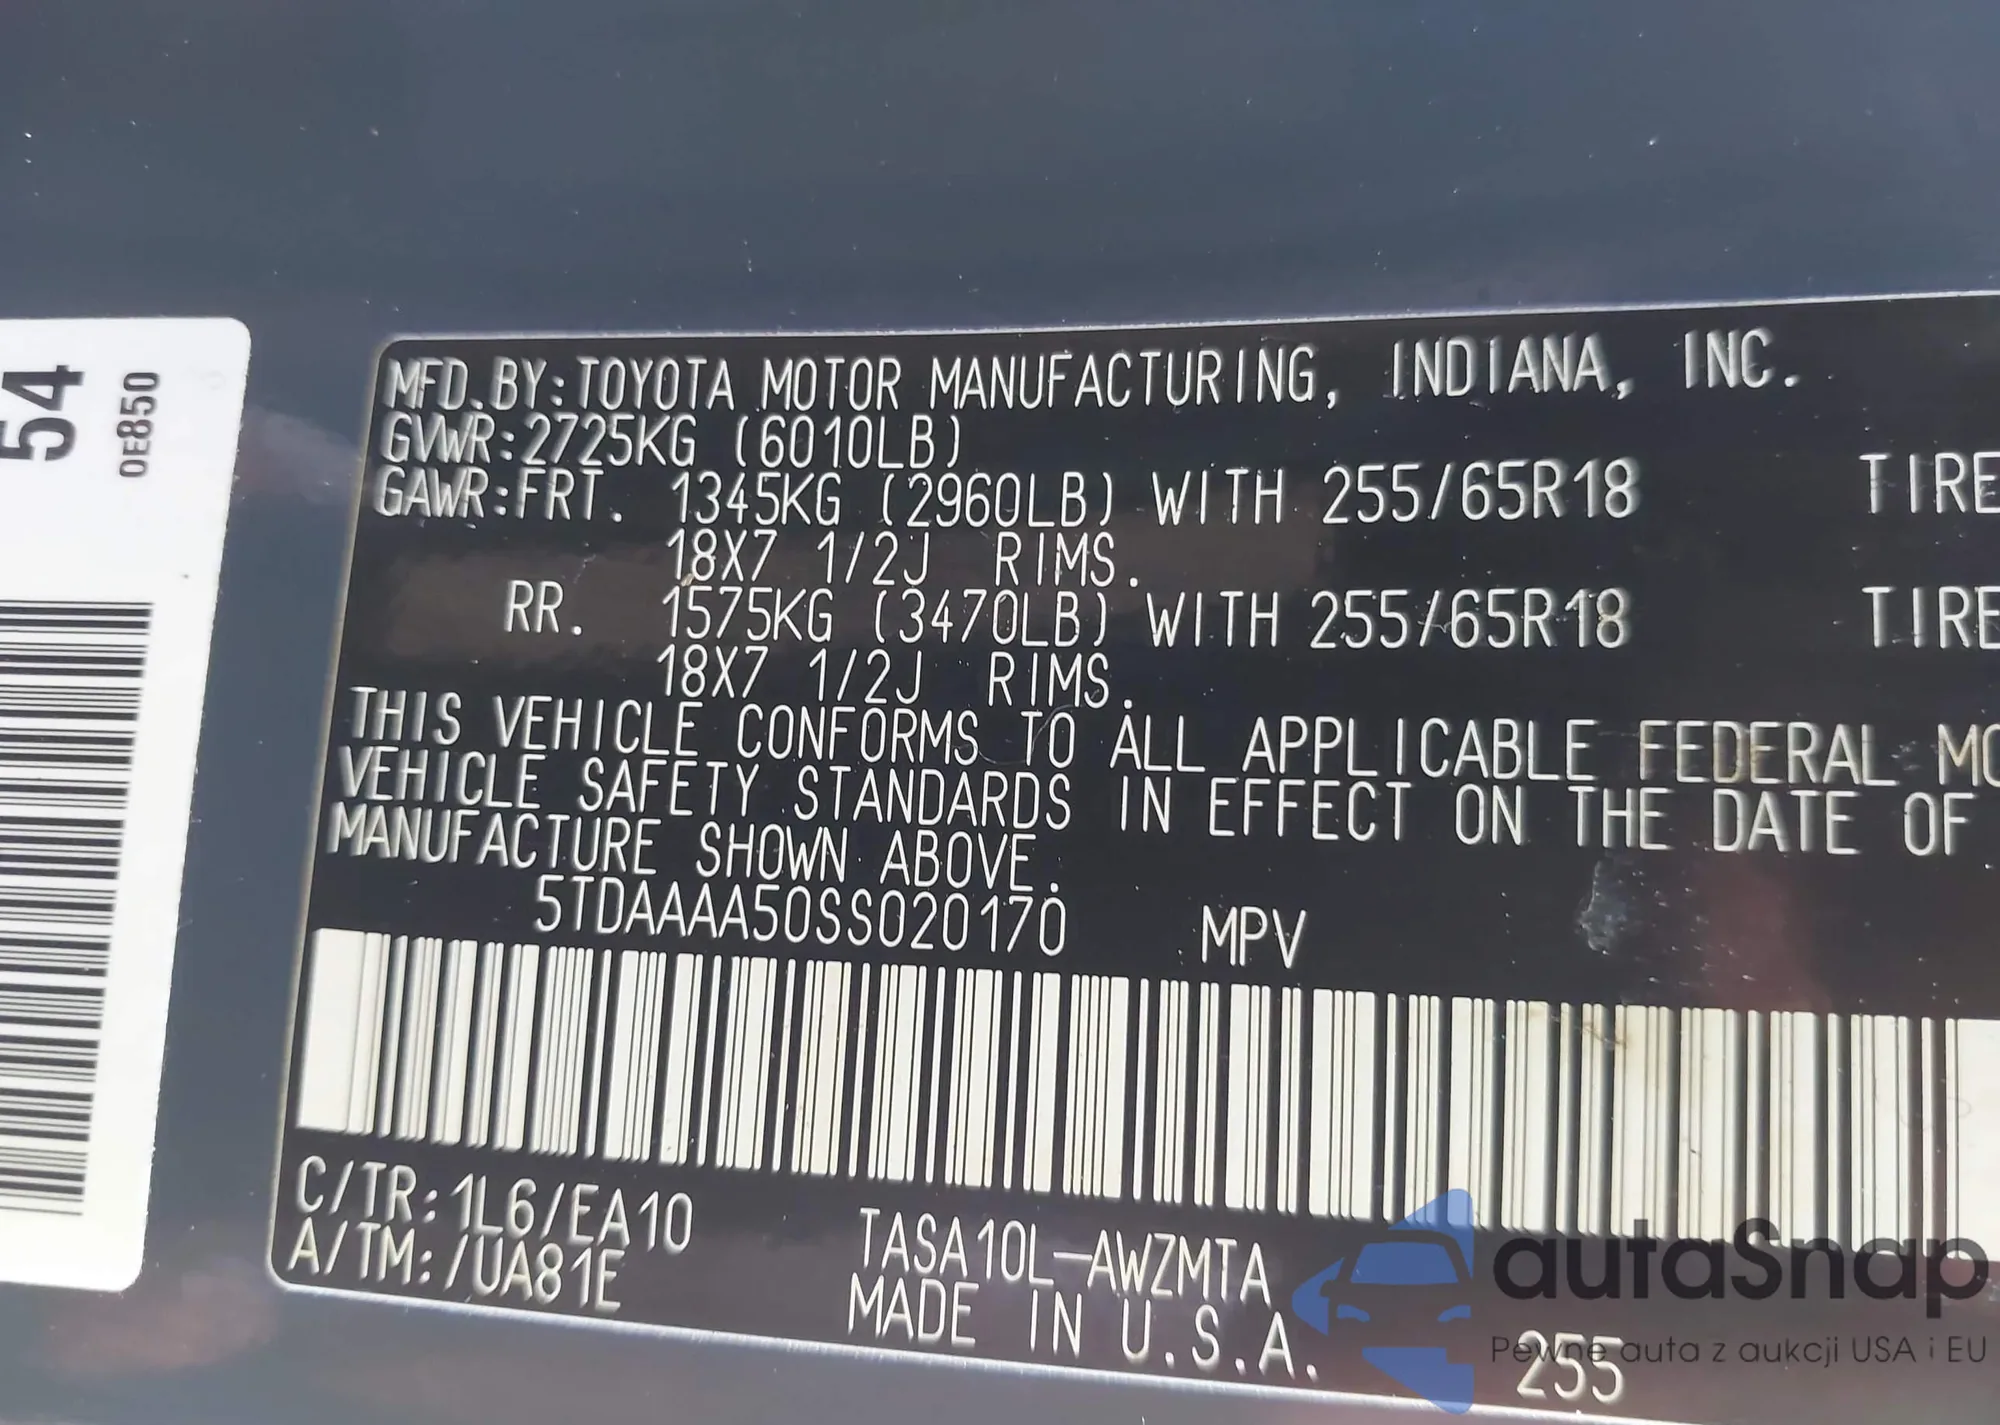 54
0E850
MFD.BY:TOYOTA MOTOR MANUFACTURING, INDIANA, INC.
GVWR:2725KG (6010LB)
GAWR:FRT. 1345KG (2960LB) WITH 255/65R18 TIRE
18X7 1/2J RIMS.
RR. 1575KG (3470LB) WITH 255/65R18 TIRE
18X7 1/2J RIMS.
THIS VEHICLE CONFORMS TO ALL APPLICABLE FEDERAL MO
VEHICLE SAFETY STANDARDS IN EFFECT ON THE DATE OF
MANUFACTURE SHOWN ABOVE.
5TDAAAA50SS020170 MPV
C/TR:1L6/EA10 TASA10L-AWZMTA
A/TM:/UA81E MADE IN U.S.A. 255
autaSnap
Pewne auta z aukcji USA i EU